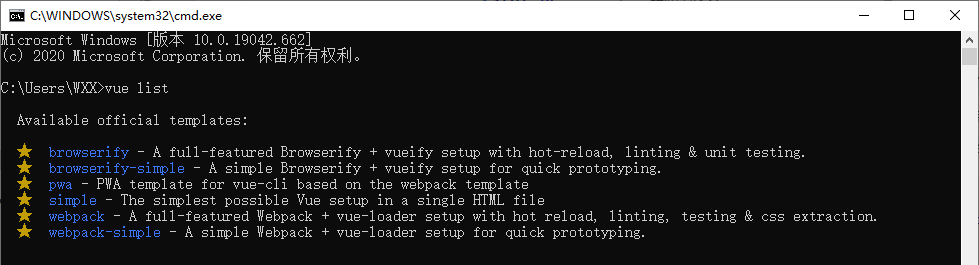 C:\WINDOWS\system32\cmd.exe
Microsoft Windows [版本 10.0.19042.662]
(c) 2020 Microsoft Corporation. 保留所有权利。
C:\Users\WXX>vue list
Available official templates:
★ browserify - A full-featured Browserify + vueify setup with hot-reload, linting & unit testing.
★ browserify-simple - A simple Browserify + vueify setup for quick prototyping.
★ pwa - PWA template for vue-cli based on the webpack template
★ simple - The simplest possible Vue setup in a single HTML file
★ webpack - A full-featured Webpack + vue-loader setup with hot reload, linting, testing & css extraction.
★ webpack-simple - A simple Webpack + vue-loader setup for quick prototyping.